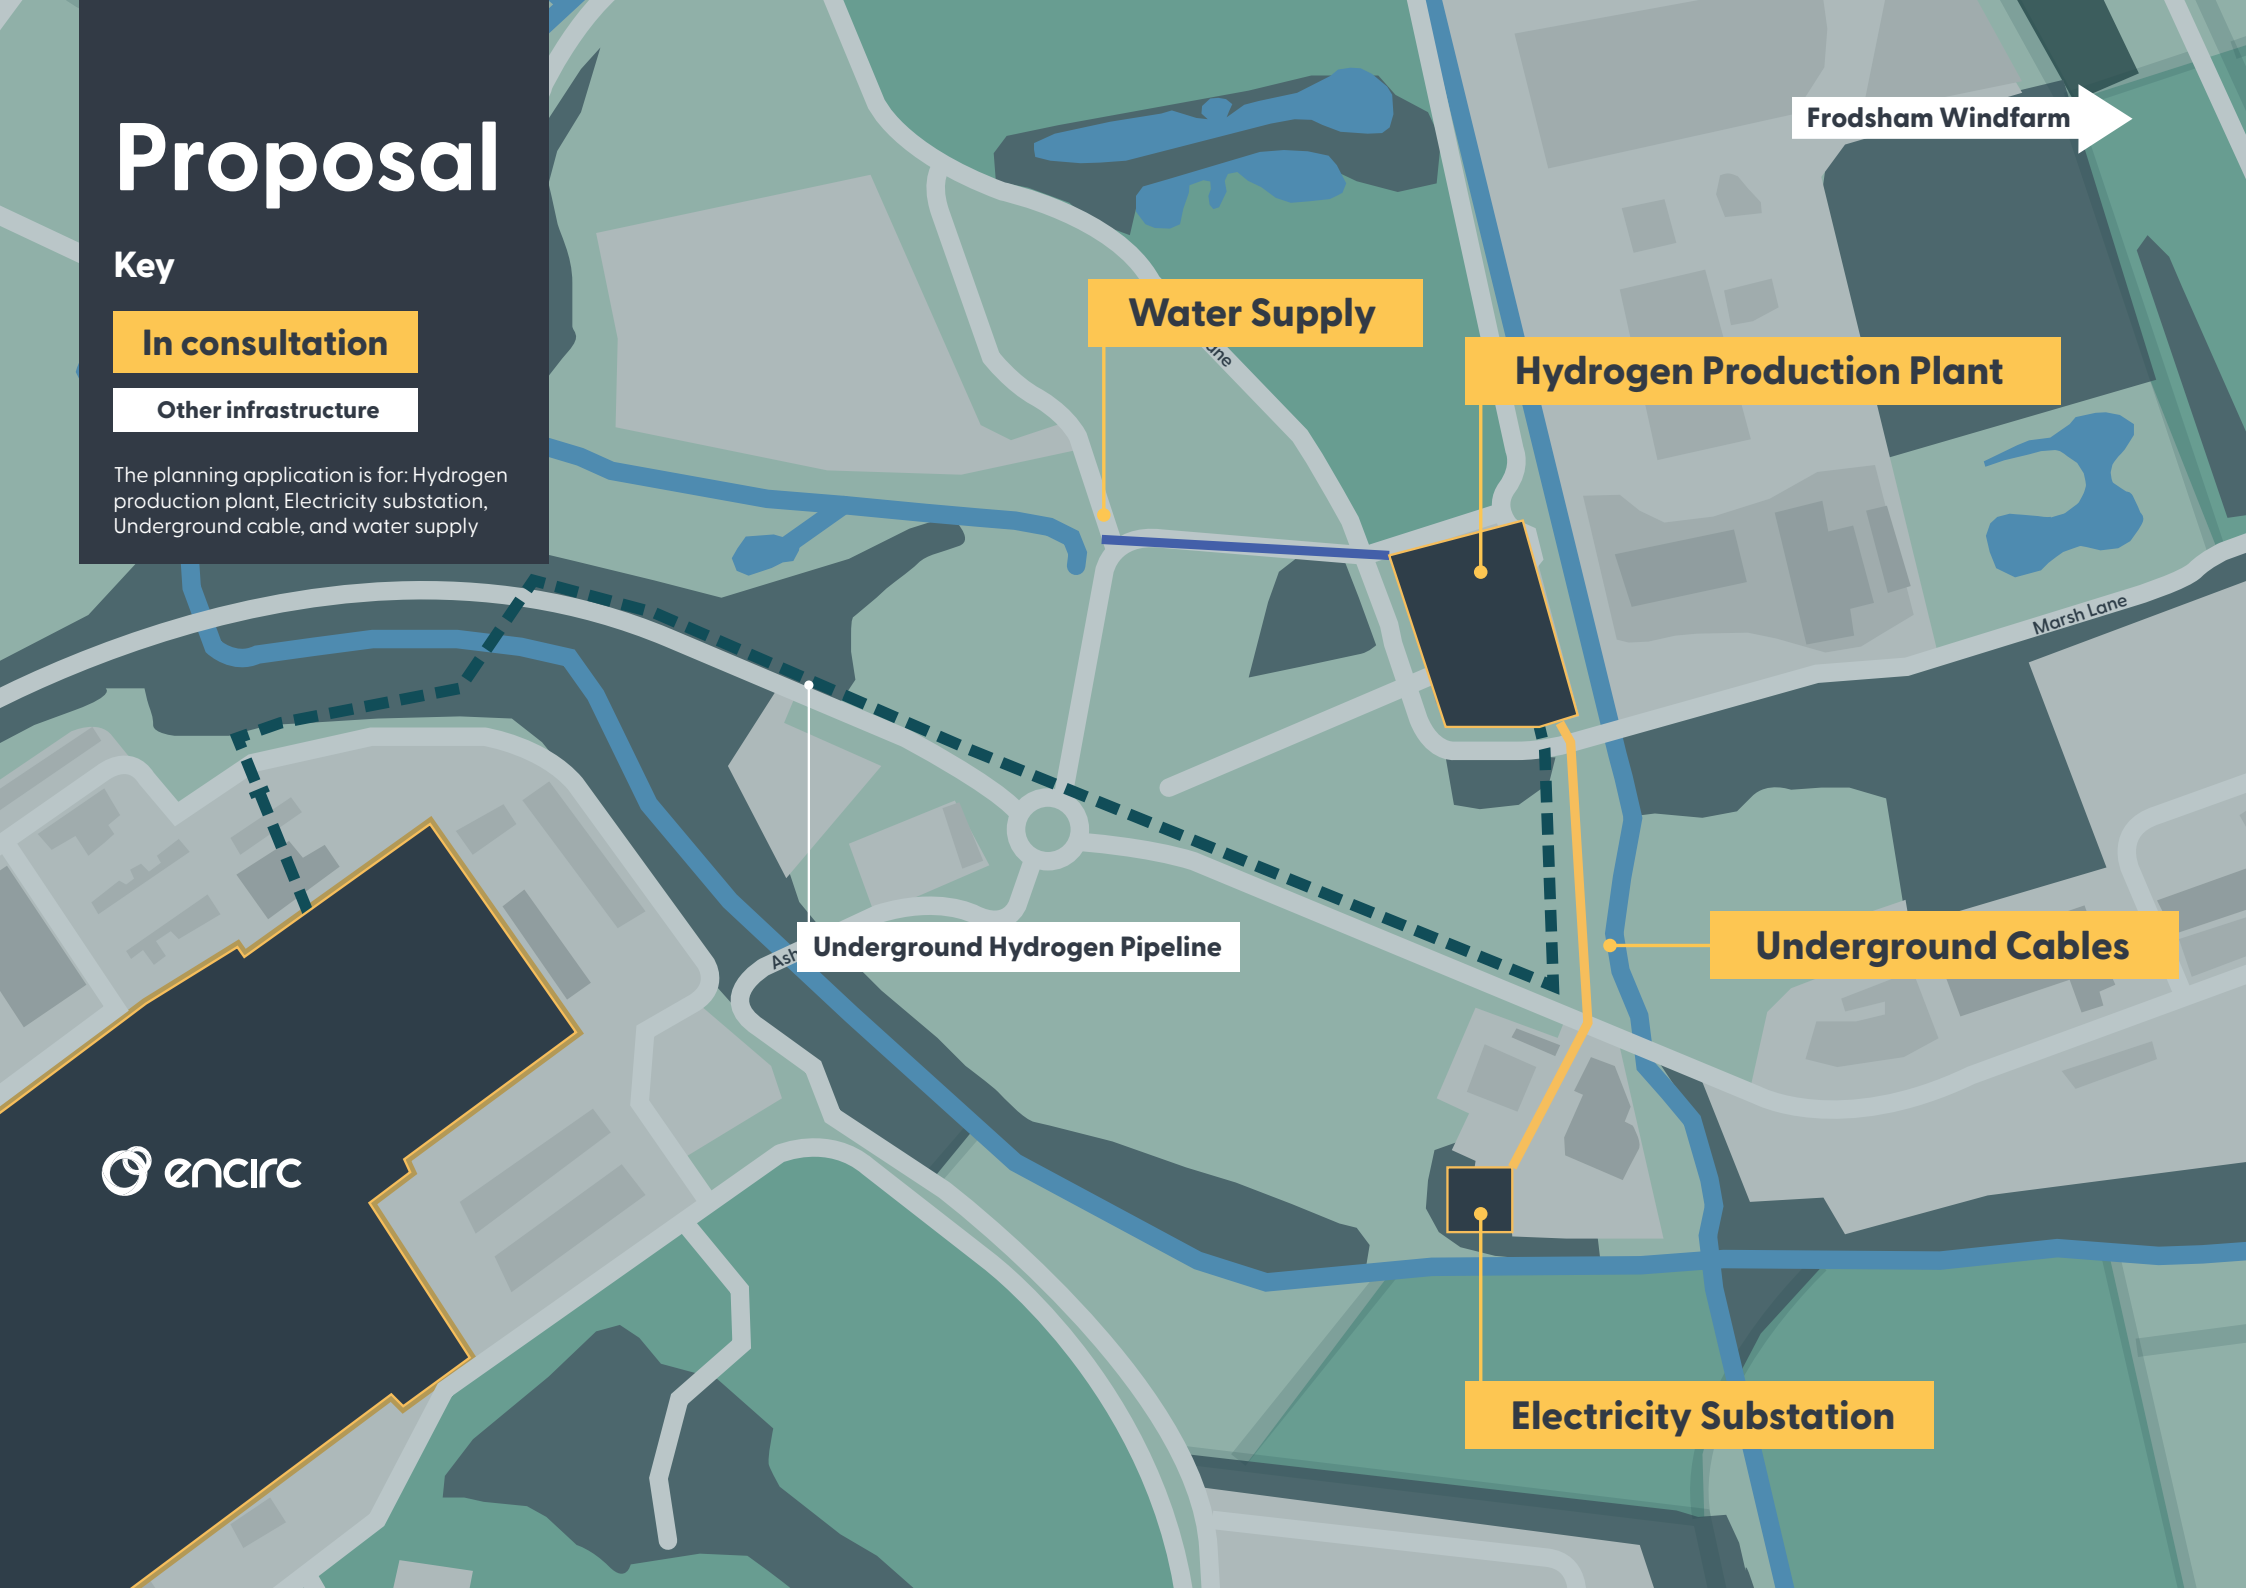 Proposal
Key
In consultation
Other infrastructure
The planning application is for: Hydrogen
production plant, Electricity substation,
Underground cable, and water supply
Frodsham Windfarm
Water Supply
Hydrogen Production Plant
Marsh Lane
Underground Hydrogen Pipeline
Underground Cables
encirc
Electricity Substation